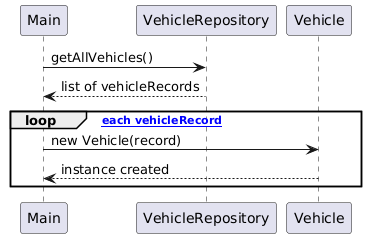 Main VehicleRepository Vehicle
getAllVehicles()
list of vehicleRecords
loop each vehicleRecord
new Vehicle(record)
instance created
Main VehicleRepository Vehicle